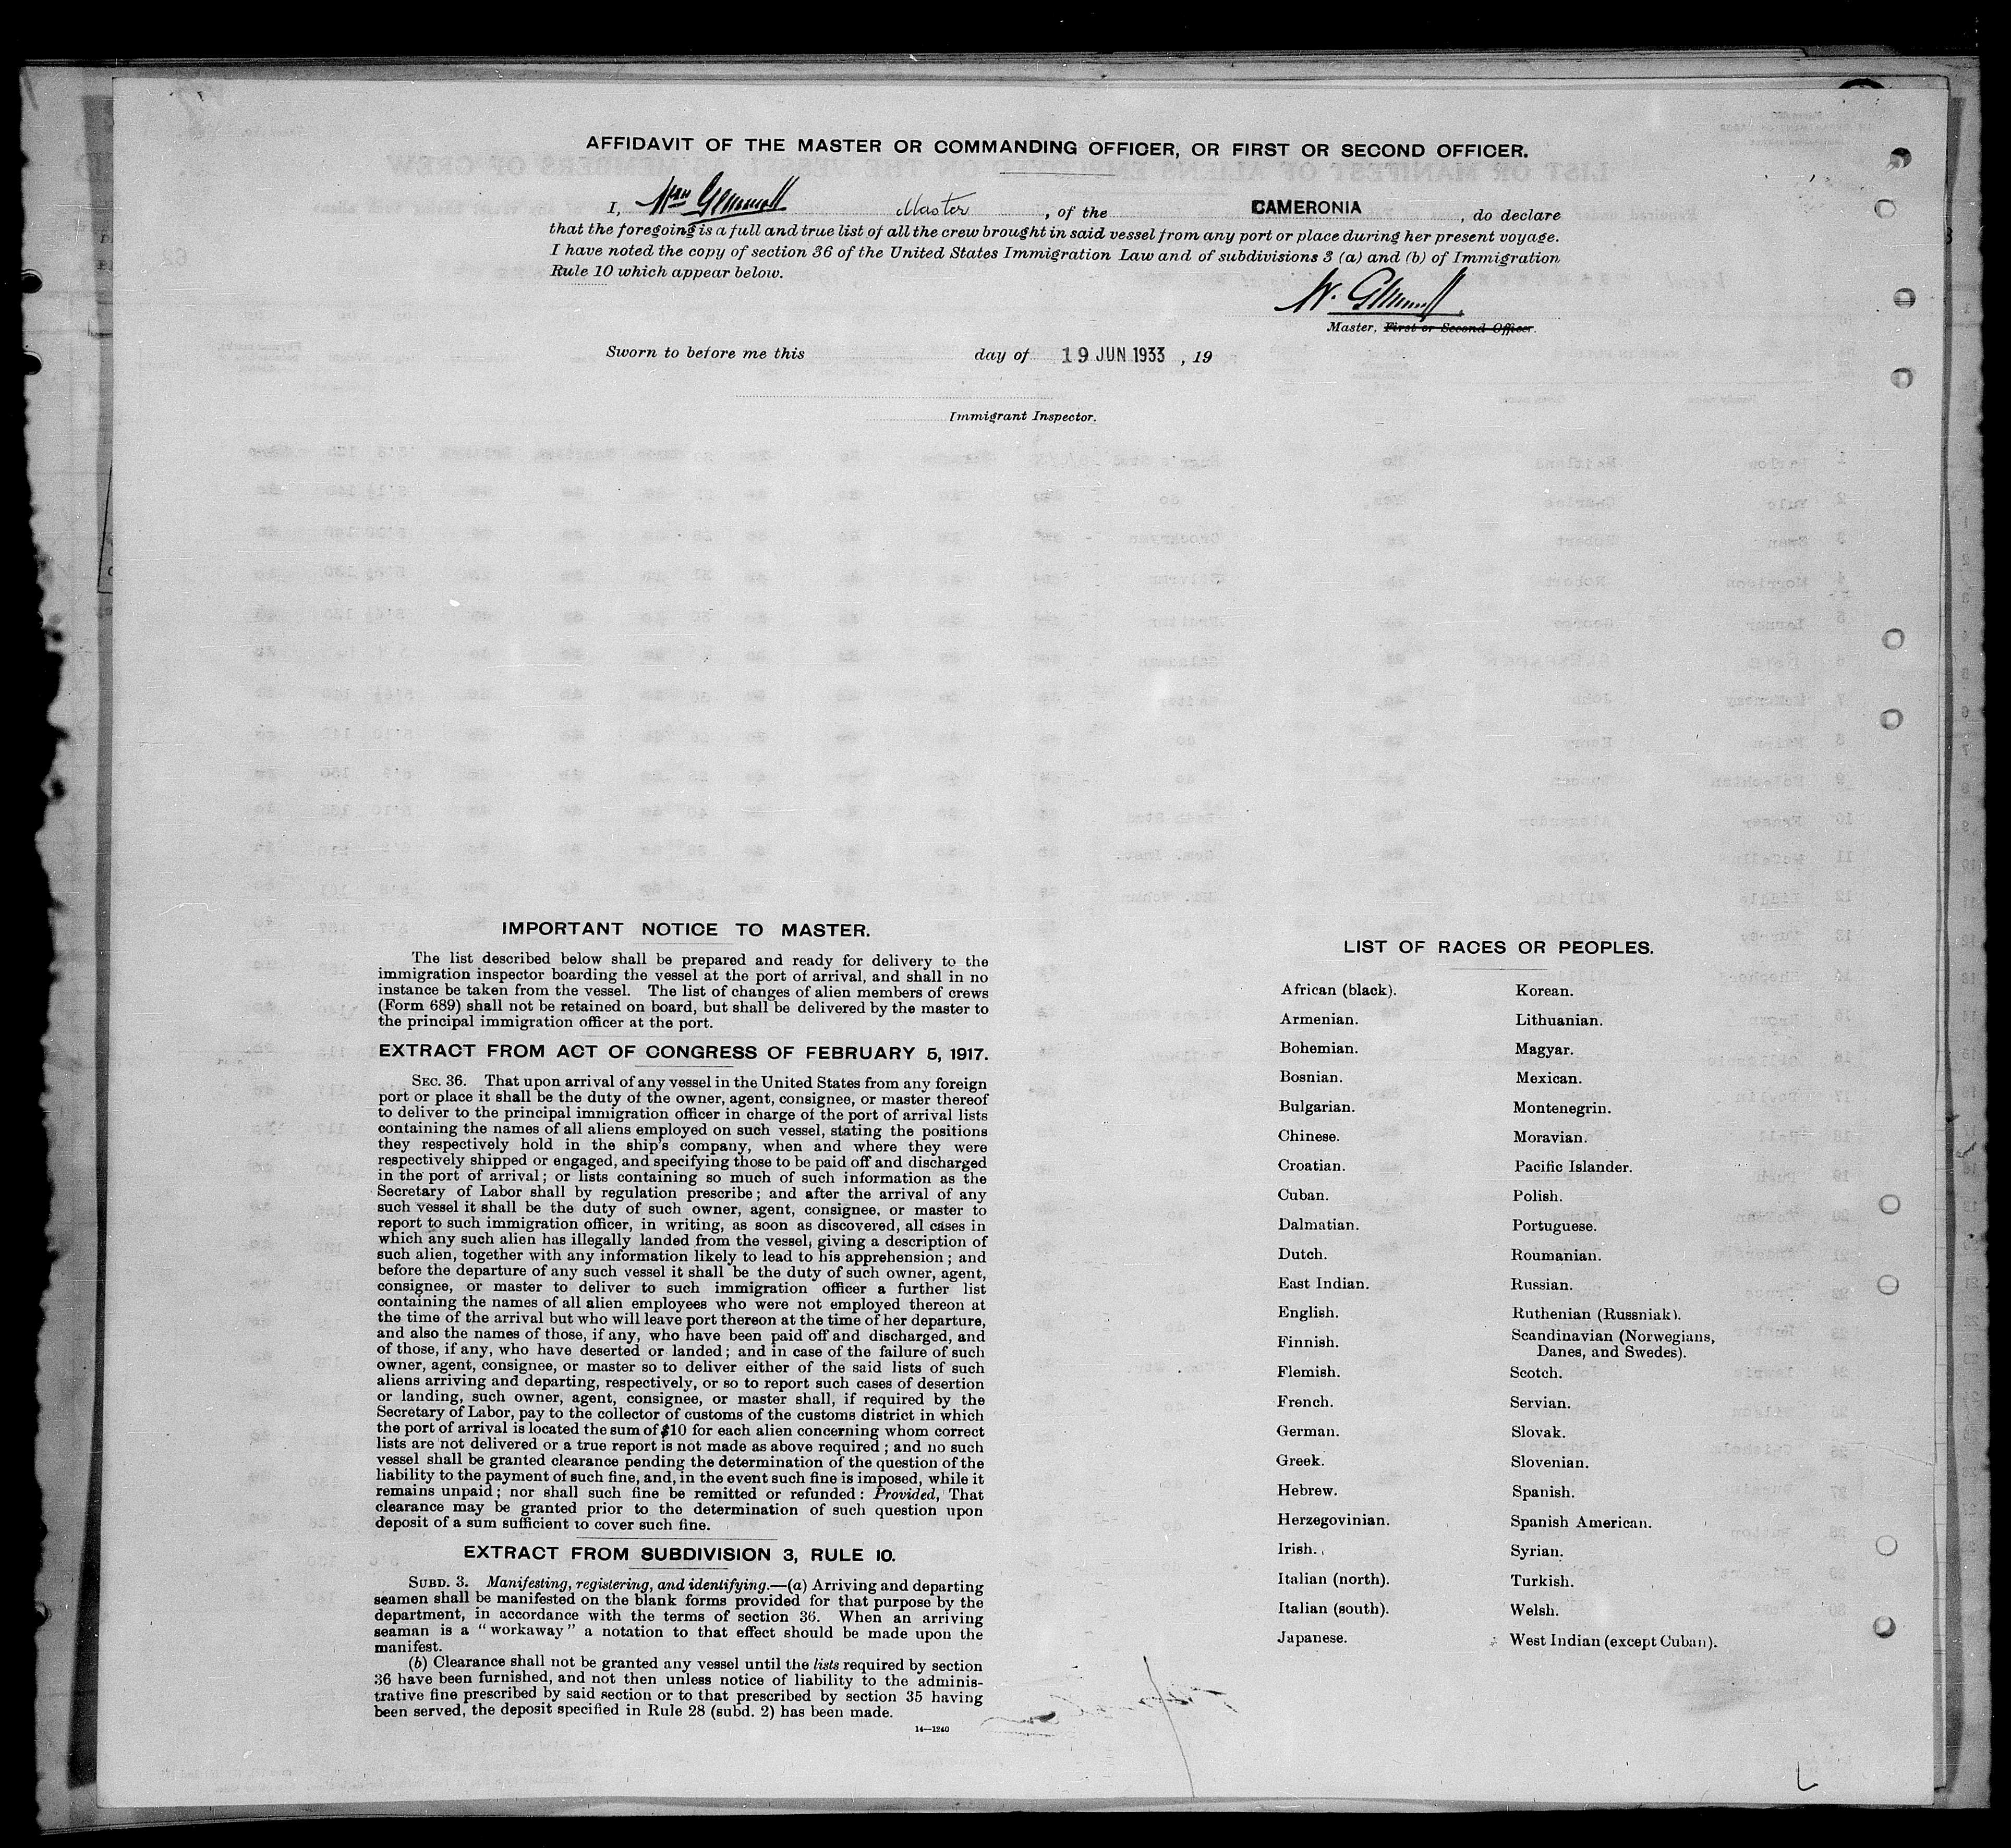 AFFIDAVIT OF THE MASTER OR COMMANDING OFFICER, OR FIRST OR SECOND OFFICER.
I, Wm Gemmell Master, of the CAMERONIA, do declare
that the foregoing is a full and true list of all the crew brought in said vessel from any port or place during her present voyage.
I have noted the copy of section 36 of the United States Immigration Law and of subdivisions 3 (a) and (b) of Immigration
Rule 10 which appear below.
W. Gemmell
Master, First or Second Officer.
Sworn to before me this day of 19 JUN 1933, 19
Immigrant Inspector.
IMPORTANT NOTICE TO MASTER.
The list described below shall be prepared and ready for delivery to the
immigration inspector boarding the vessel at the port of arrival, and shall in no
instance be taken from the vessel. The list of changes of alien members of crews
(Form 689) shall not be retained on board, but shall be delivered by the master to
the principal immigration officer at the port.
EXTRACT FROM ACT OF CONGRESS OF FEBRUARY 5, 1917.
SEC. 36. That upon arrival of any vessel in the United States from any foreign
port or place it shall be the duty of the owner, agent, consignee, or master thereof
to deliver to the principal immigration officer in charge of the port of arrival lists
containing the names of all aliens employed on such vessel, stating the positions
they respectively hold in the ship's company, when and where they were
respectively shipped or engaged, and specifying those to be paid off and discharged
in the port of arrival; or lists containing so much of such information as the
Secretary of Labor shall by regulation prescribe; and after the arrival of any
such vessel it shall be the duty of such owner, agent, consignee, or master to
report to such immigration officer, in writing, as soon as discovered, all cases in
which any such alien has illegally landed from the vessel, giving a description of
such alien, together with any information likely to lead to his apprehension; and
before the departure of any such vessel it shall be the duty of such owner, agent,
consignee, or master to deliver to such immigration officer a further list
containing the names of all alien employees who were not employed thereon at
the time of the arrival but who will leave port thereon at the time of her departure,
and also the names of those, if any, who have been paid off and discharged, and
of those, if any, who have deserted or landed; and in case of the failure of such
owner, agent, consignee, or master so to deliver either of the said lists of such
aliens arriving and departing, respectively, or so to report such cases of desertion
or landing, such owner, agent, consignee, or master shall, if required by the
Secretary of Labor, pay to the collector of customs of the customs district in which
the port of arrival is located the sum of $10 for each alien concerning whom correct
lists are not delivered or a true report is not made as above required; and no such
vessel shall be granted clearance pending the determination of the question of the
liability to the payment of such fine, and, in the event such fine is imposed, while it
remains unpaid; nor shall such fine be remitted or refunded: Provided, That
clearance may be granted prior to the determination of such question upon
deposit of a sum sufficient to cover such fine.
EXTRACT FROM SUBDIVISION 3, RULE 10.
SUBD. 3. Manifesting, registering, and identifying.—(a) Arriving and departing
seamen shall be manifested on the blank forms provided for that purpose by the
department, in accordance with the terms of section 36. When an arriving
seaman is a "workaway" a notation to that effect should be made upon the
manifest.
(b) Clearance shall not be granted any vessel until the lists required by section
36 have been furnished, and not then unless notice of liability to the adminis-
trative fine prescribed by said section or to that prescribed by section 35 having
been served, the deposit specified in Rule 28 (subd. 2) has been made.
14—1240
LIST OF RACES OR PEOPLES.
African (black).
Armenian.
Bohemian.
Bosnian.
Bulgarian.
Chinese.
Croatian.
Cuban.
Dalmatian.
Dutch.
East Indian.
English.
Finnish.
Flemish.
French.
German.
Greek.
Hebrew.
Herzegovinian.
Irish.
Italian (north).
Italian (south).
Japanese.
Korean.
Lithuanian.
Magyar.
Mexican.
Montenegrin.
Moravian.
Pacific Islander.
Polish.
Portuguese.
Roumanian.
Russian.
Ruthenian (Russniak).
Scandinavian (Norwegians,
Danes, and Swedes).
Scotch.
Servian.
Slovak.
Slovenian.
Spanish.
Spanish American.
Syrian.
Turkish.
Welsh.
West Indian (except Cuban).